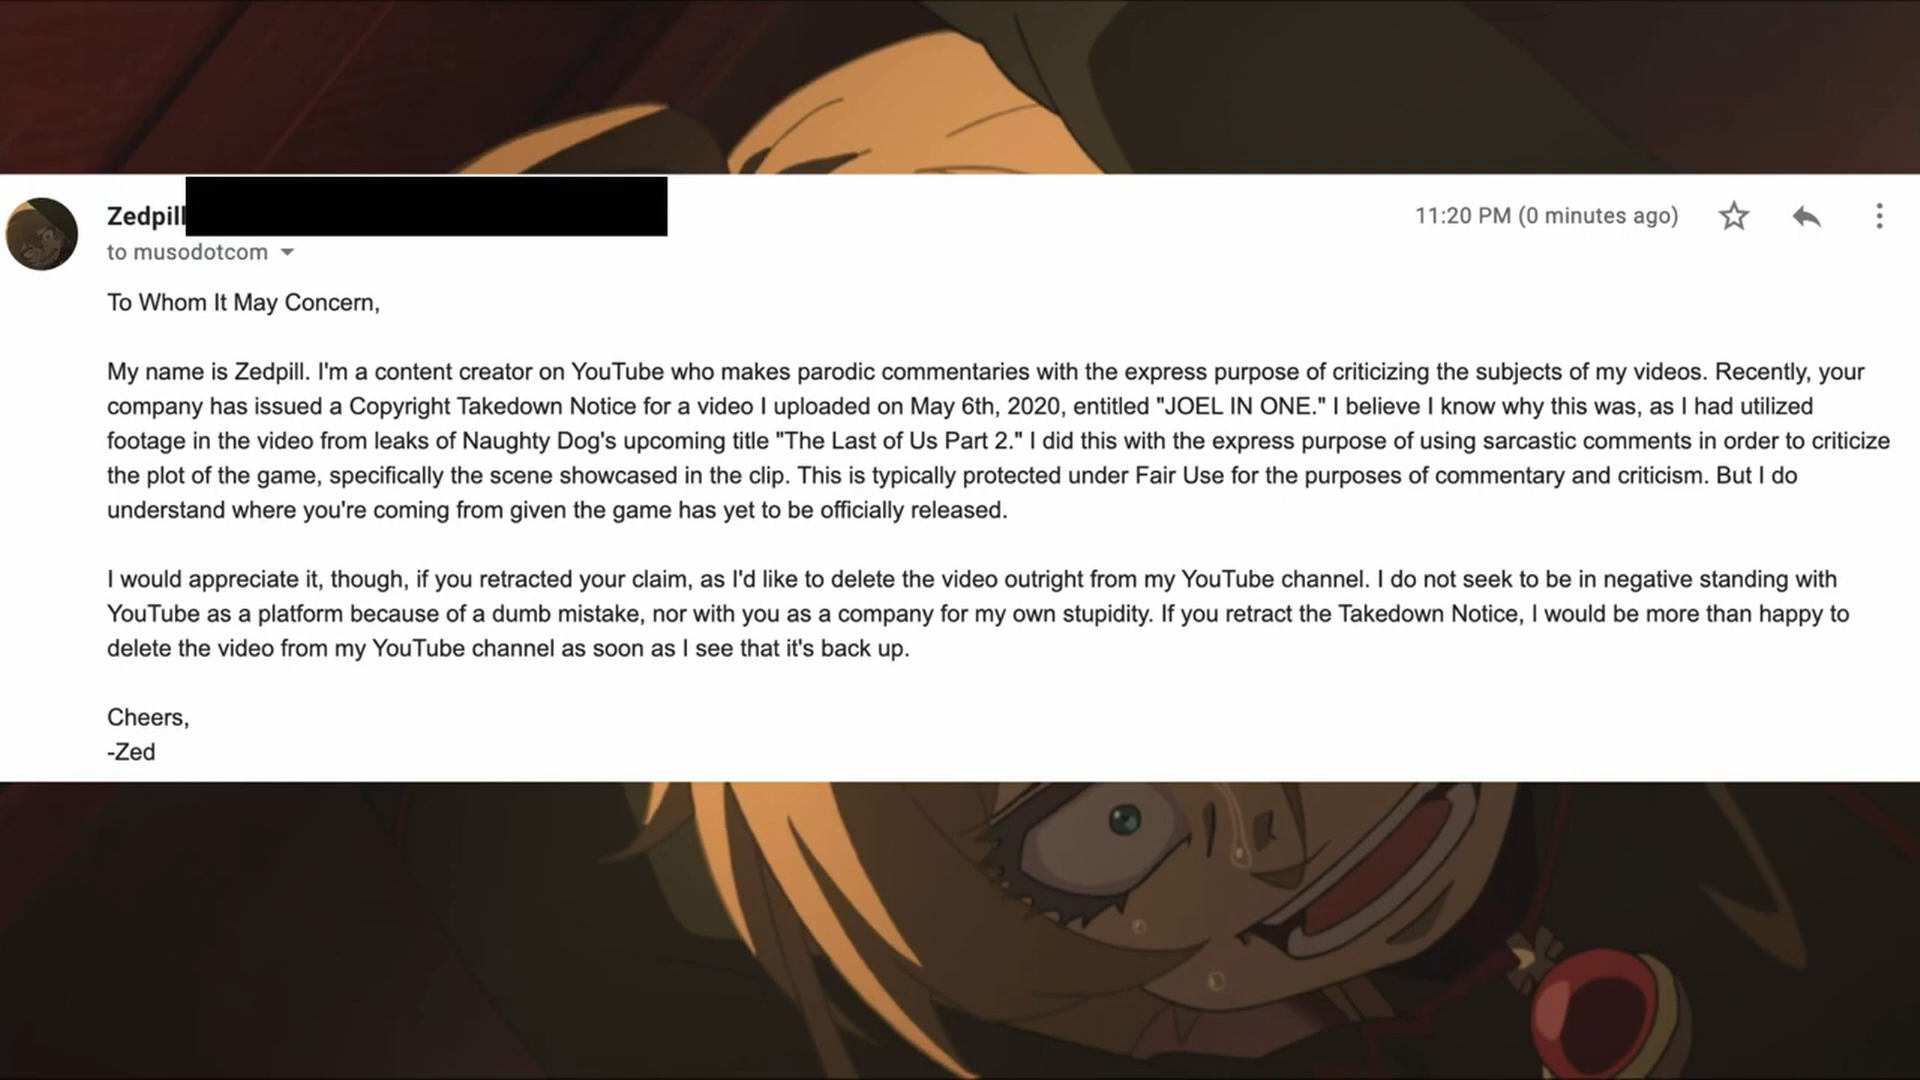 Zedpill
11:20 PM (0 minutes ago)
to musodotcom
To Whom It May Concern,
My name is Zedpill. I'm a content creator on YouTube who makes parodic commentaries with the express purpose of criticizing the subjects of my videos. Recently, your
company has issued a Copyright Takedown Notice for a video I uploaded on May 6th, 2020, entitled "JOEL IN ONE." I believe I know why this was, as I had utilized
footage in the video from leaks of Naughty Dog's upcoming title "The Last of Us Part 2." I did this with the express purpose of using sarcastic comments in order to criticize
the plot of the game, specifically the scene showcased in the clip. This is typically protected under Fair Use for the purposes of commentary and criticism. But I do
understand where you're coming from given the game has yet to be officially released.
I would appreciate it, though, if you retracted your claim, as I'd like to delete the video outright from my YouTube channel. I do not seek to be in negative standing with
YouTube as a platform because of a dumb mistake, nor with you as a company for my own stupidity. If you retract the Takedown Notice, I would be more than happy to
delete the video from my YouTube channel as soon as I see that it's back up.
Cheers,
-Zed